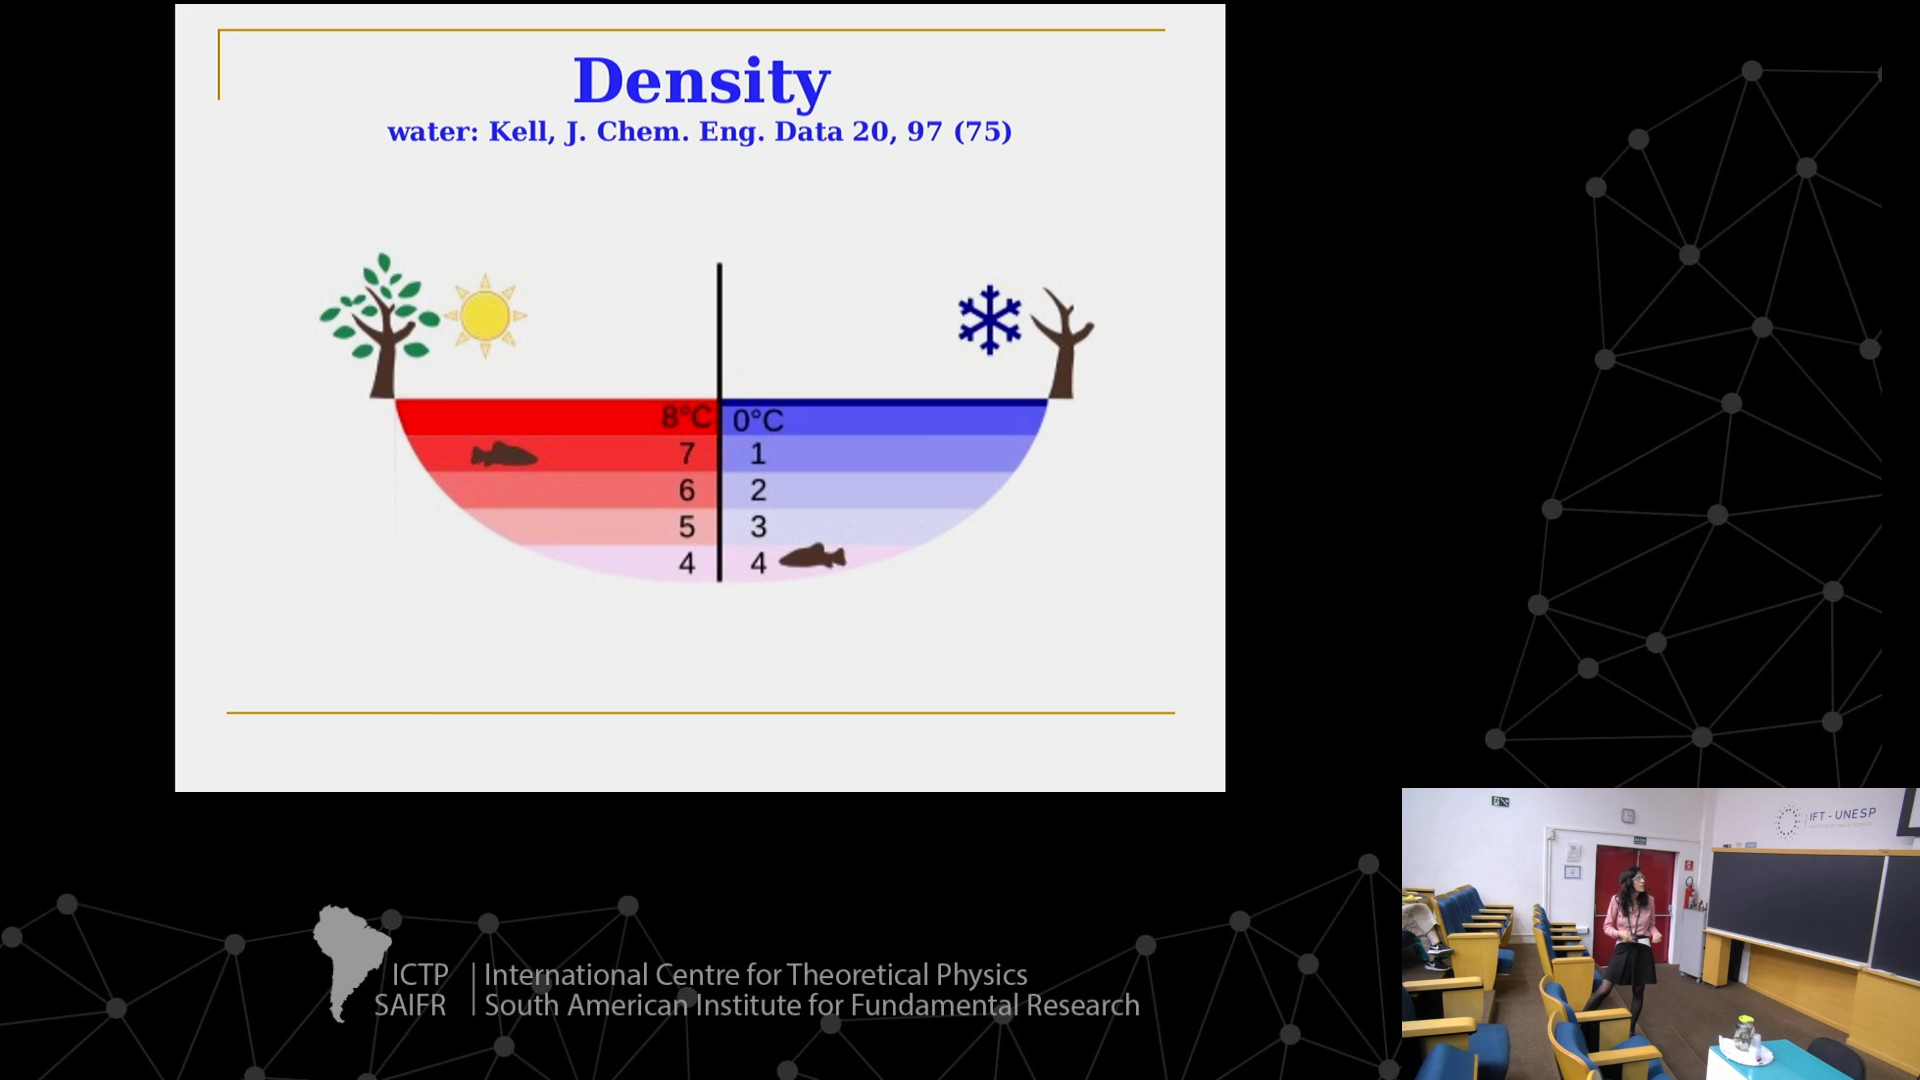 Density
water: Kell, J. Chem. Eng. Data 20, 97 (75)
8°C 0°C
7 1
6 2
5 3
4 4
ICTP
SAIFR
International Centre for Theoretical Physics
South American Institute for Fundamental Research
IFT - UNESP